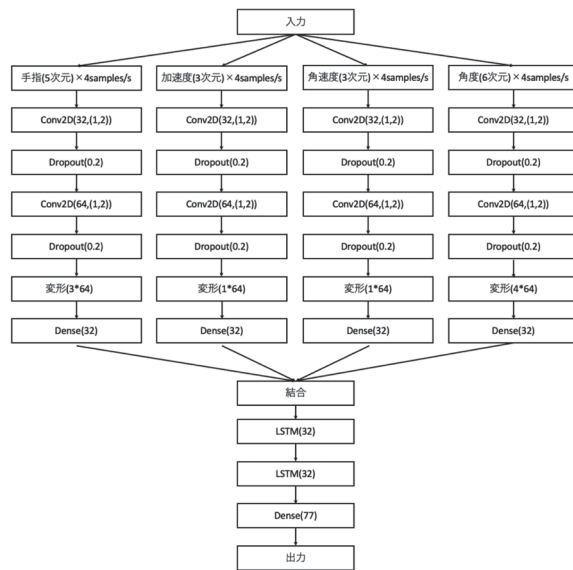 入力
手指(5次元)×4samples/s
加速度(3次元)×4samples/s
角速度(3次元)×4samples/s
角度(6次元)×4samples/s
Conv2D(32,(1,2))
Conv2D(32,(1,2))
Conv2D(32,(1,2))
Conv2D(32,(1,2))
Dropout(0.2)
Dropout(0.2)
Dropout(0.2)
Dropout(0.2)
Conv2D(64,(1,2))
Conv2D(64,(1,2))
Conv2D(64,(1,2))
Conv2D(64,(1,2))
Dropout(0.2)
Dropout(0.2)
Dropout(0.2)
Dropout(0.2)
変形(3*64)
変形(1*64)
変形(1*64)
変形(4*64)
Dense(32)
Dense(32)
Dense(32)
Dense(32)
結合
LSTM(32)
LSTM(32)
Dense(77)
出力